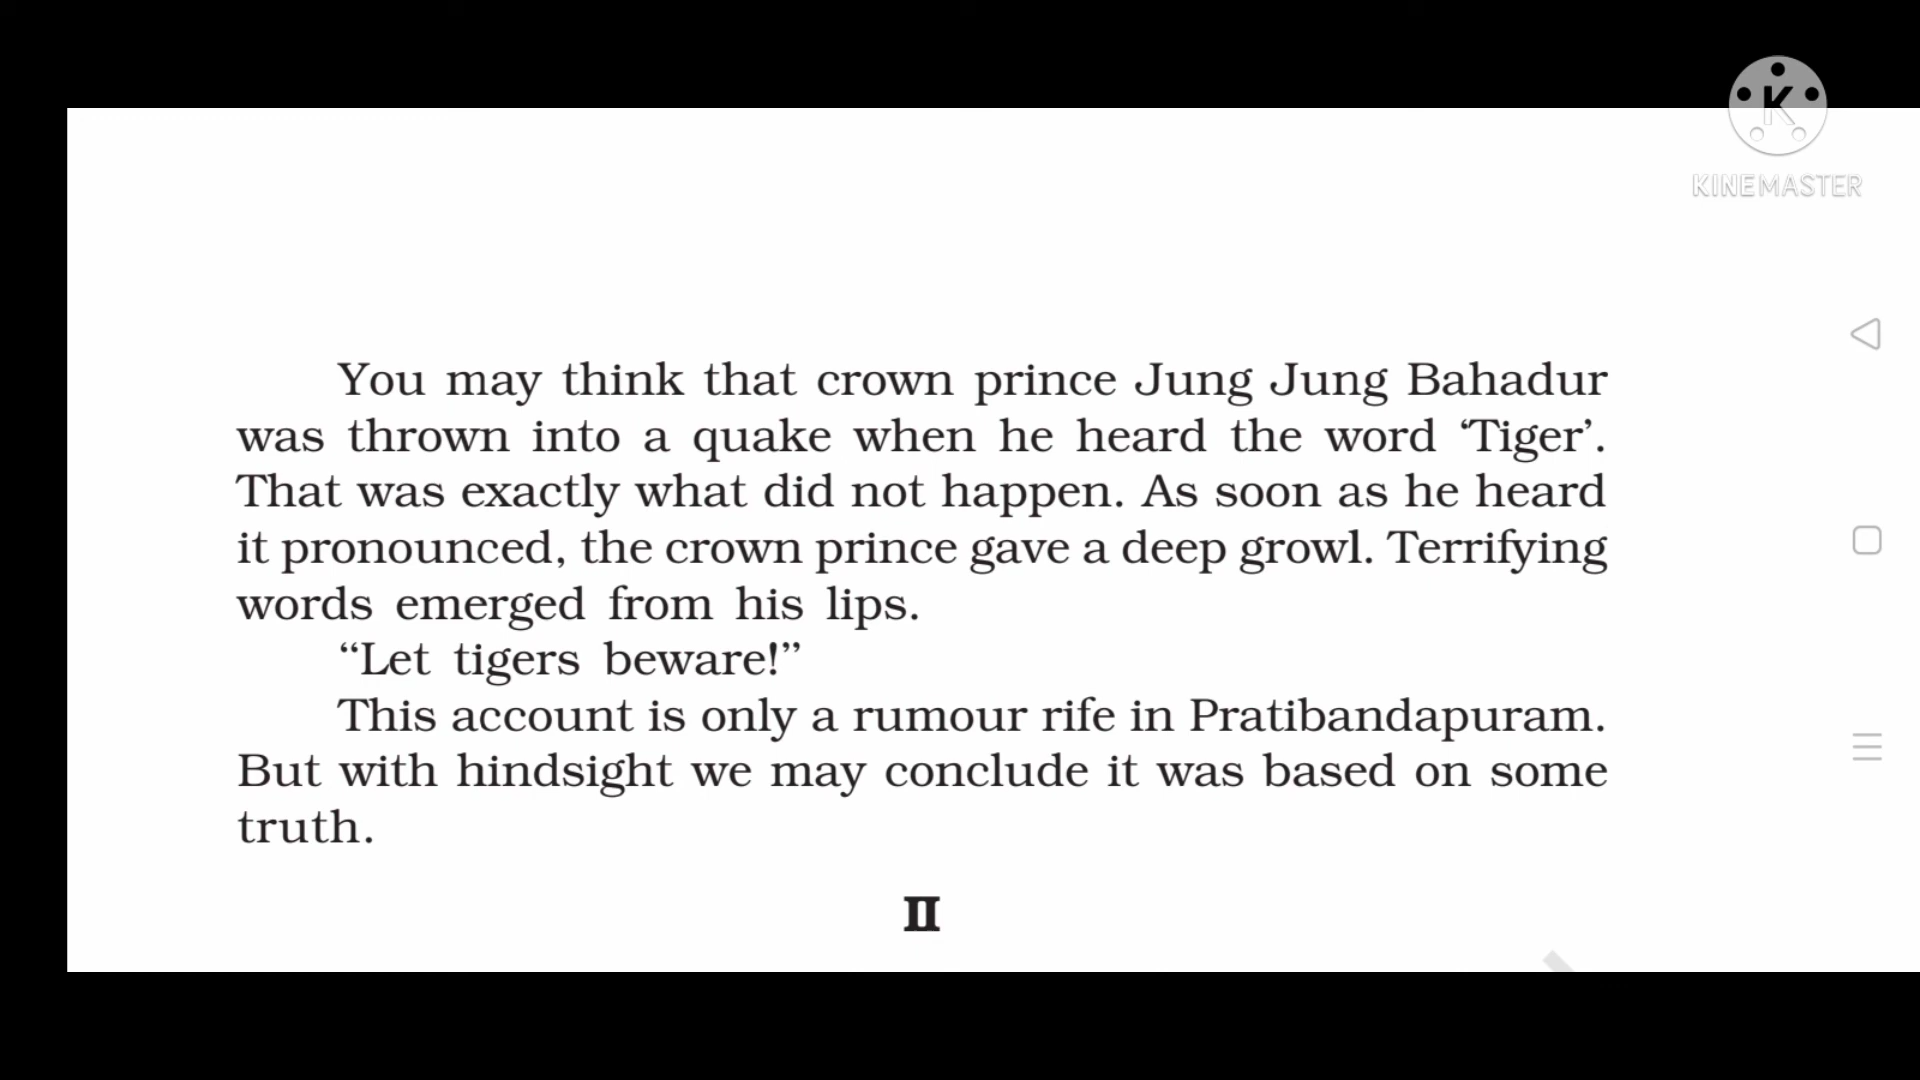 KINEMASTER
You may think that crown prince Jung Jung Bahadur
was thrown into a quake when he heard the word ‘Tiger’.
That was exactly what did not happen. As soon as he heard
it pronounced, the crown prince gave a deep growl. Terrifying
words emerged from his lips.
“Let tigers beware!”
This account is only a rumour rife in Pratibandapuram.
But with hindsight we may conclude it was based on some
truth.
II